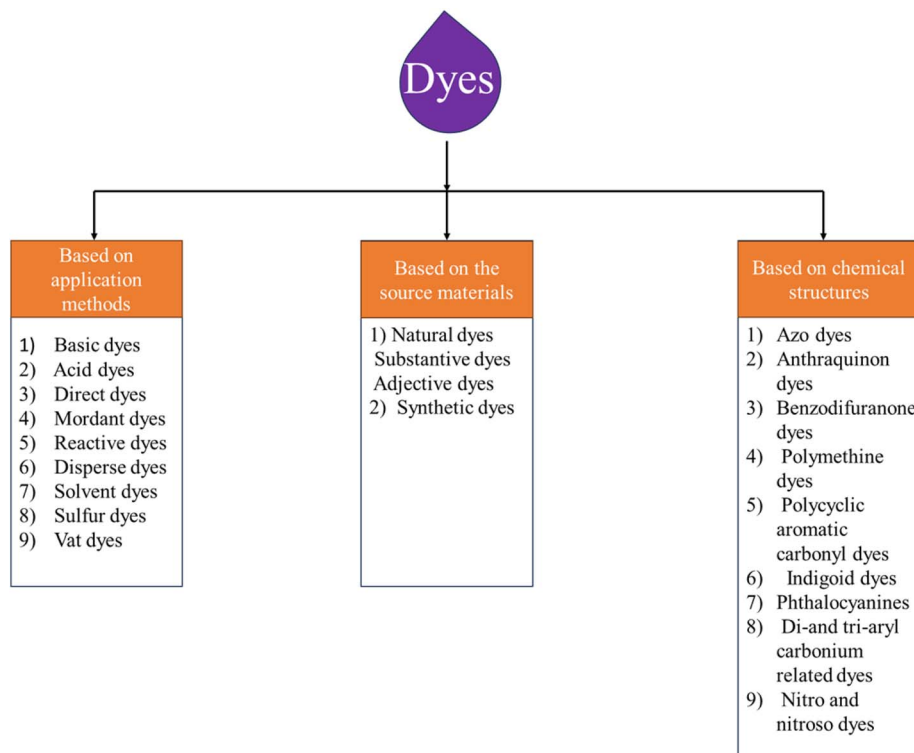 Dyes
Based on
application
methods
1) Basic dyes
2) Acid dyes
3) Direct dyes
4) Mordant dyes
5) Reactive dyes
6) Disperse dyes
7) Solvent dyes
8) Sulfur dyes
9) Vat dyes
Based on the
source materials
1) Natural dyes
Substantive dyes
Adjective dyes
2) Synthetic dyes
Based on chemical
structures
1) Azo dyes
2) Anthraquinon
dyes
3) Benzodifuranone
dyes
4) Polymethine
dyes
5) Polycyclic
aromatic
carbonyl dyes
6) Indigoid dyes
7) Phthalocyanines
8) Di-and tri-aryl
carbonium
related dyes
9) Nitro and
nitroso dyes